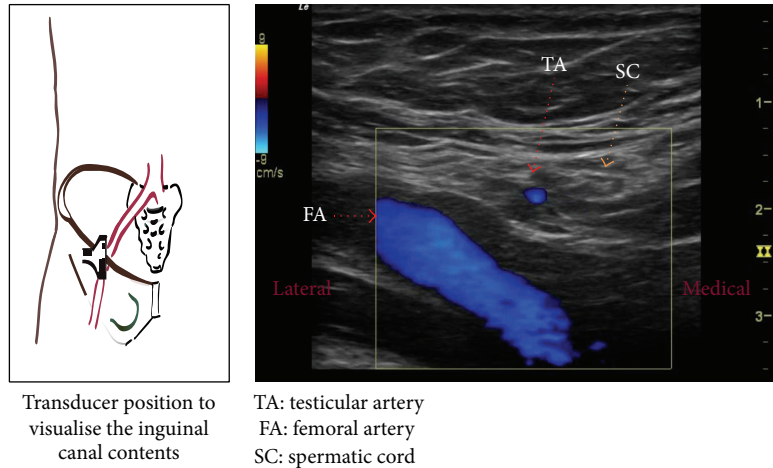 Le
9
-9
cm/s
TA
SC
FA
Lateral
Medical
1
2
3
Transducer position to
visualise the inguinal
canal contents
TA: testicular artery
FA: femoral artery
SC: spermatic cord